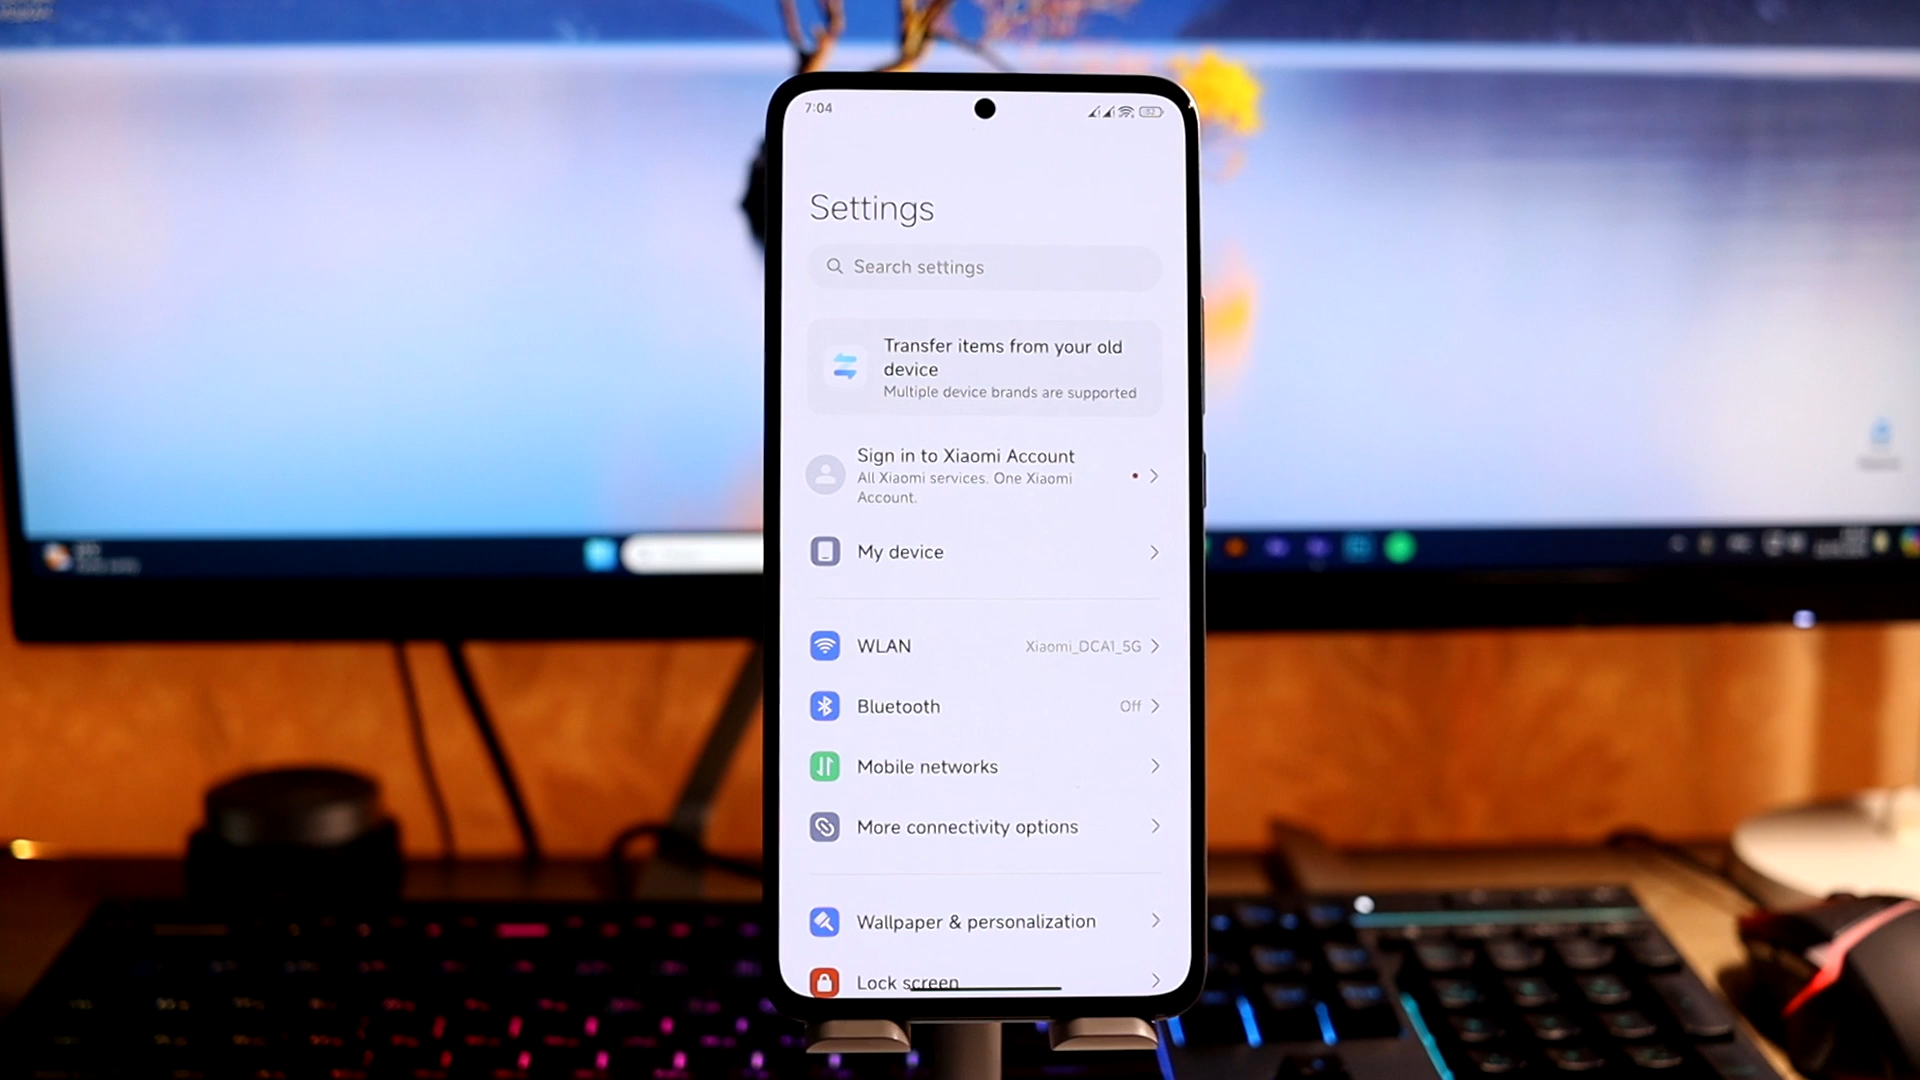 7:04
Settings
Search settings
Transfer items from your old
device
Multiple device brands are supported
Sign in to Xiaomi Account
All Xiaomi services. One Xiaomi
Account.
My device
WLAN
Xiaomi_DCA1_5G
Bluetooth
Off
Mobile networks
More connectivity options
Wallpaper & personalization
Lock screen